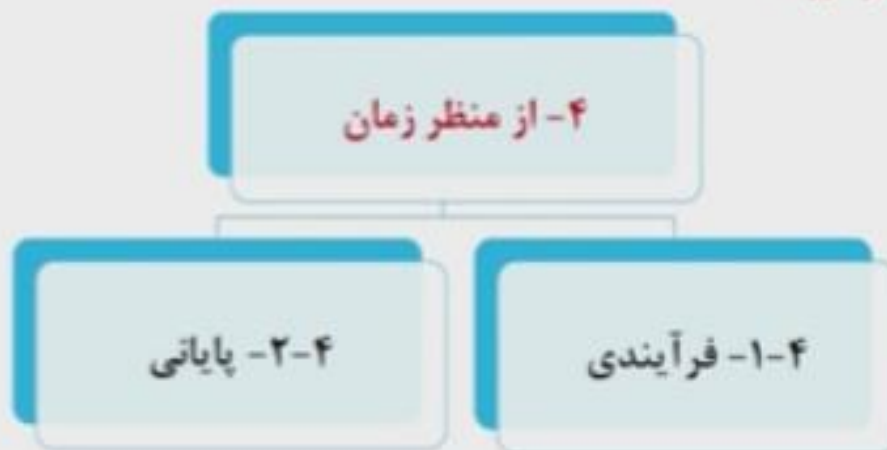 ۴- از منظر زمان
۴-۱- فرآیندی
۴-۲- پایانی